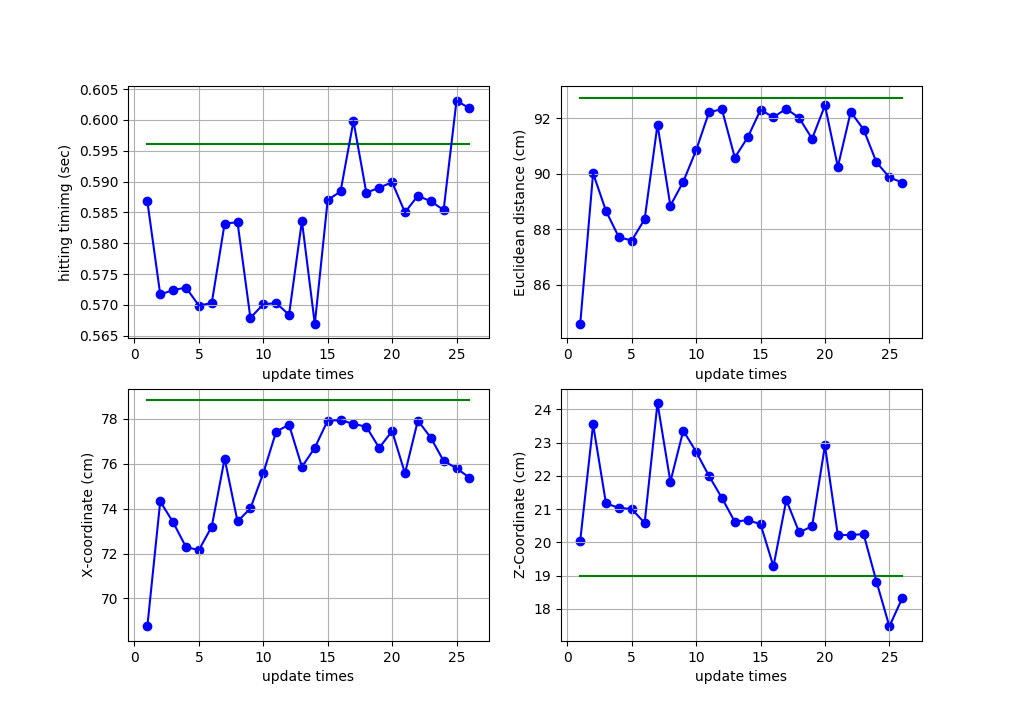 0.605
0.600
0.595
0.590
0.585
0.580
0.575
0.570
0.565
hitting timimg (sec)
0 5 10 15 20 25
update times
92
90
88
86
Euclidean distance (cm)
0 5 10 15 20 25
update times
78
76
74
72
70
X-coordinate (cm)
0 5 10 15 20 25
update times
24
23
22
21
20
19
18
Z-Coordinate (cm)
0 5 10 15 20 25
update times